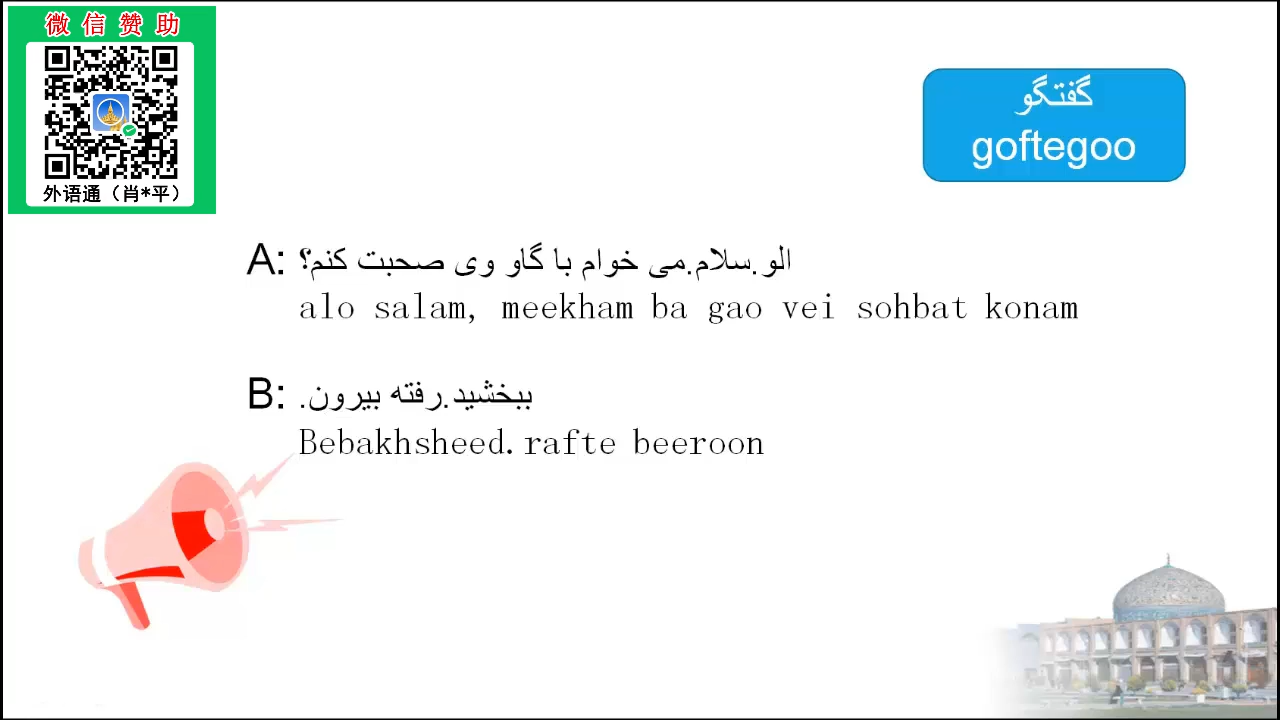 微信赞助
外语通（肖*平）
گفتگو
goftegoo
A: الو.سلام.می خوام با گاو وی صحبت کنم؟
alo salam, meekham ba gao vei sohbat konam
B: ببخشید.رفته بیرون.
Bebakhsheed.rafte beeroon